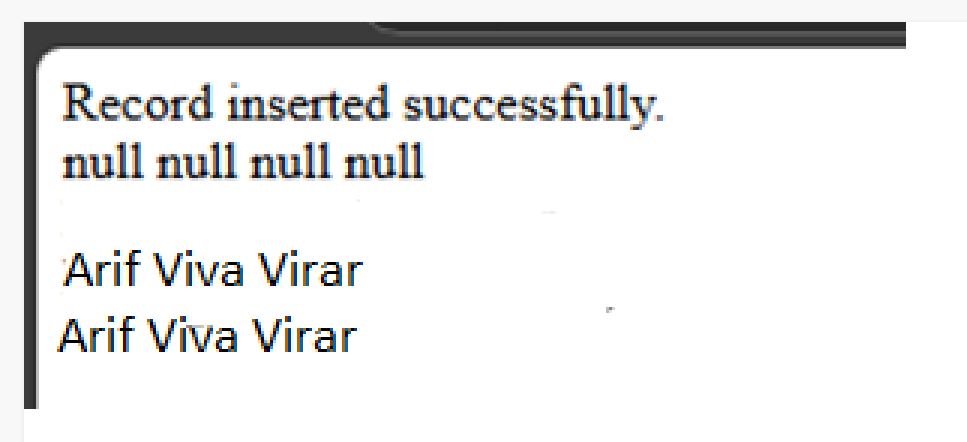 Record inserted successfully.
null null null null
Arif Viva Virar
Arif Viva Virar